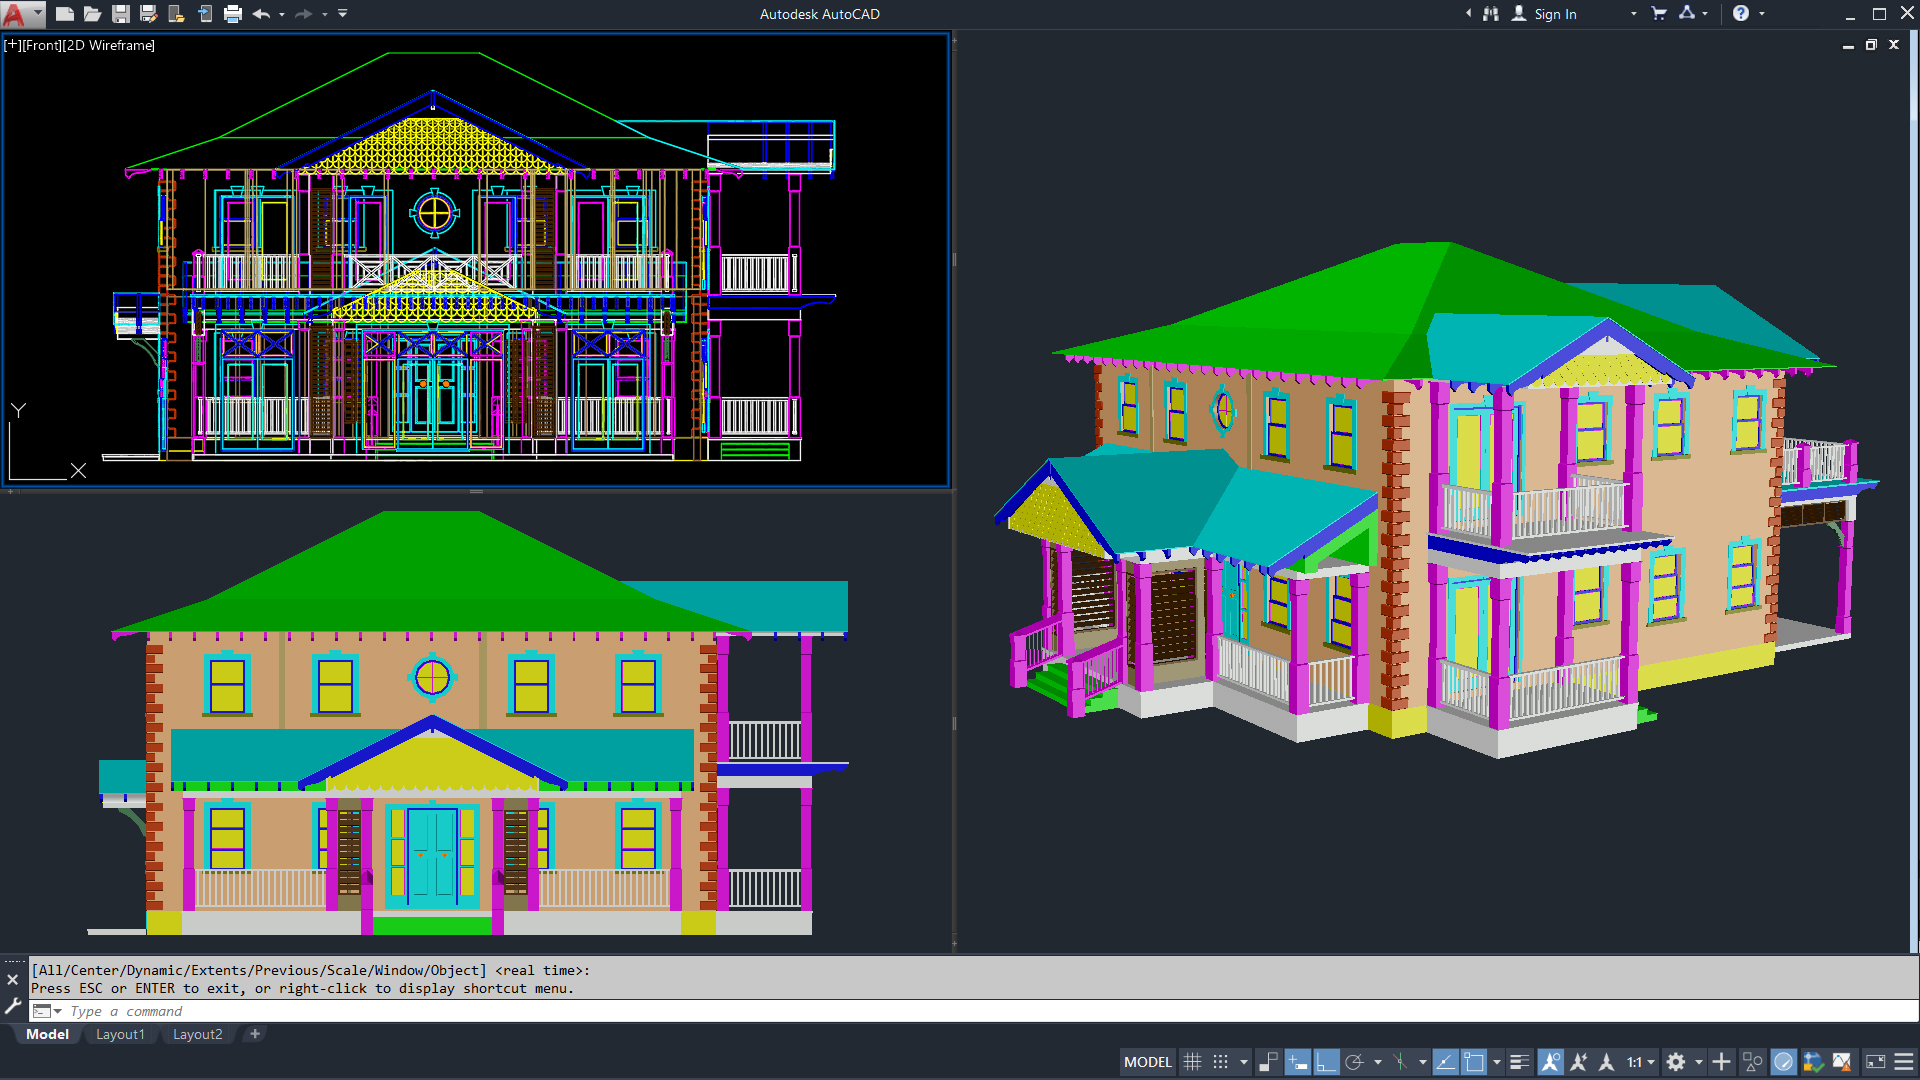 Autodesk AutoCAD
Sign In
[+][Front][2D Wireframe]
Y
X
[All/Center/Dynamic/Extents/Previous/Scale/Window/Object] <real time>:
Press ESC or ENTER to exit, or right-click to display shortcut menu.
Type a command
Model
Layout1
Layout2
MODEL
1:1